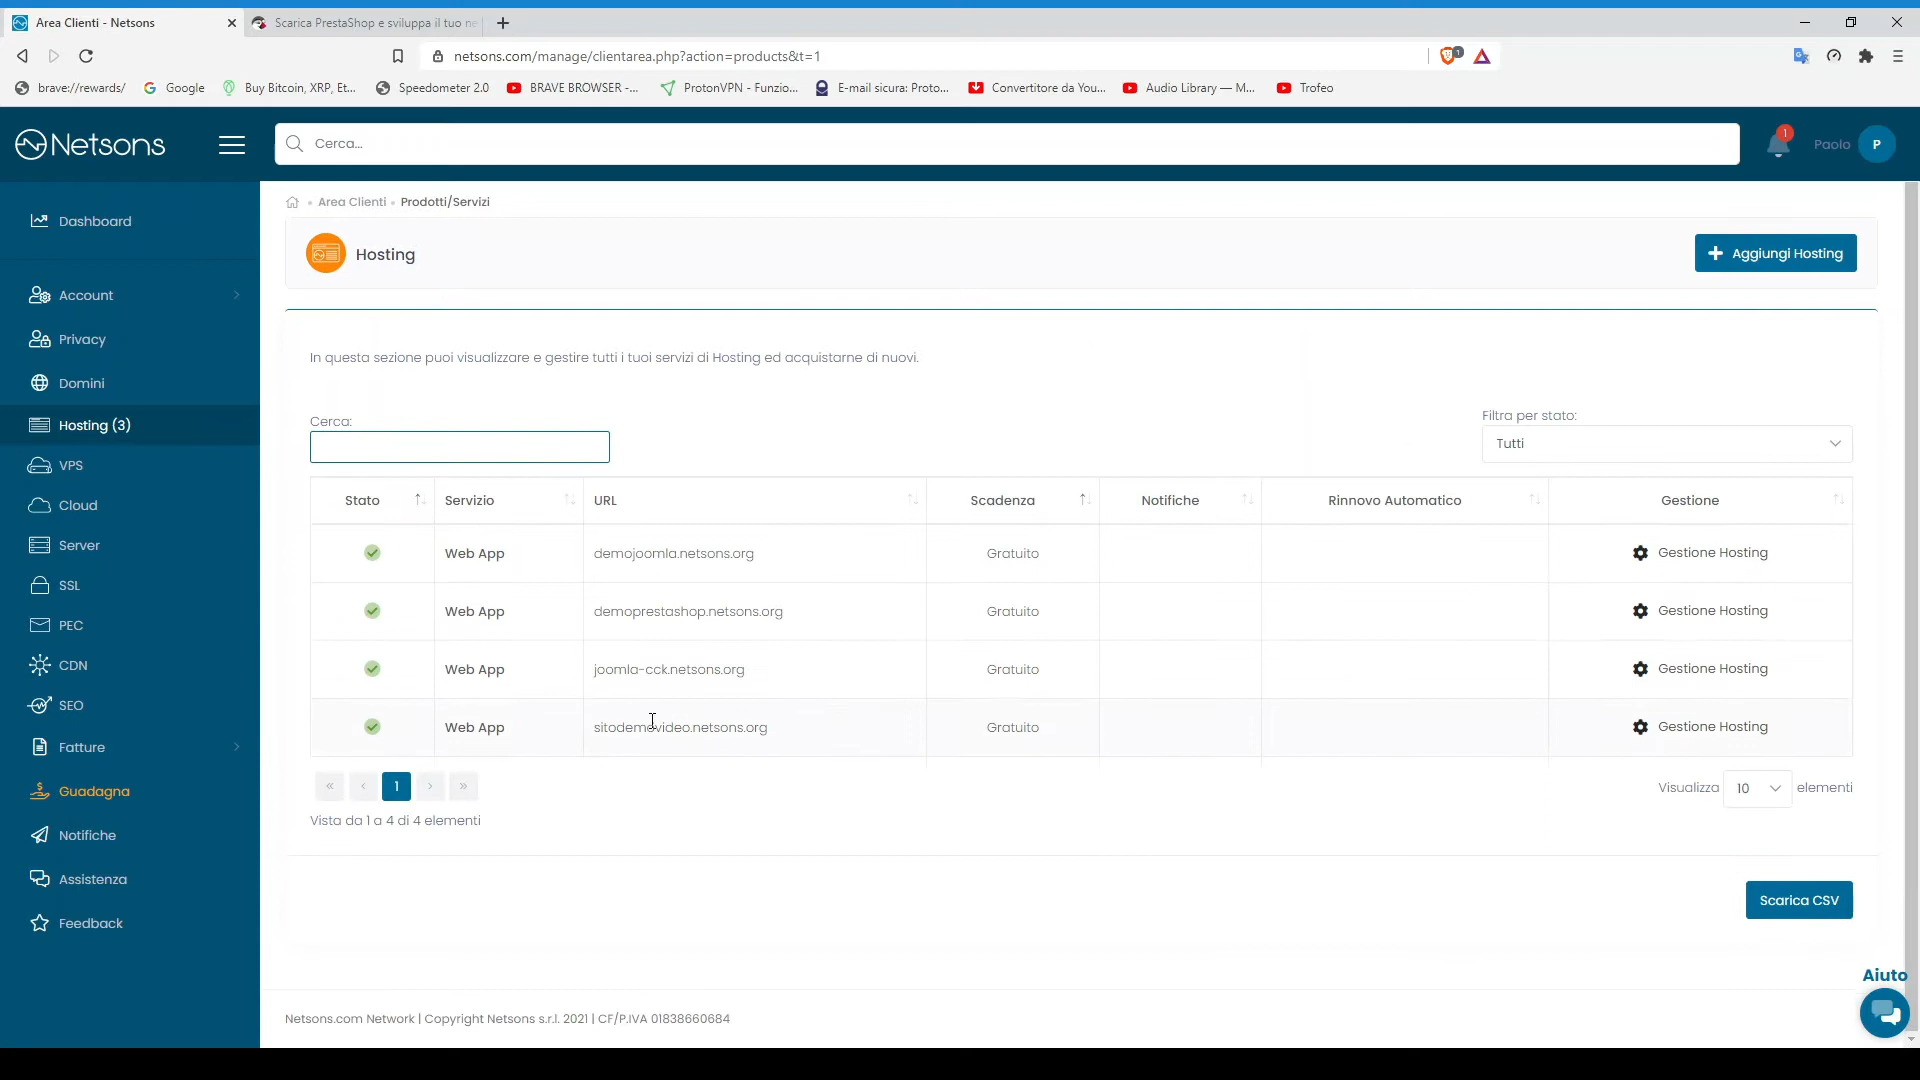 Area Clienti - Netsons
Scarica PrestaShop e sviluppa il tuo ne
netsons.com/manage/clientarea.php?action=products&t=1
1
brave://rewards/
Google
Buy Bitcoin, XRP, Et...
Speedometer 2.0
BRAVE BROWSER -...
ProtonVPN - Funzio...
E-mail sicura: Proto...
Convertitore da You...
Audio Library — M...
Trofeo
Netsons
Cerca...
1
Paolo
P
Dashboard
Account
Privacy
Domini
Hosting (3)
VPS
Cloud
Server
SSL
PEC
CDN
SEO
Fatture
Guadagna
Notifiche
Assistenza
Feedback
Area Clienti • Prodotti/Servizi
Hosting
+ Aggiungi Hosting
In questa sezione puoi visualizzare e gestire tutti i tuoi servizi di Hosting ed acquistarne di nuovi.
Cerca:
Filtra per stato:
Tutti
Stato Servizio URL Scadenza Notifiche Rinnovo Automatico Gestione
Web App demojoomla.netsons.org Gratuito Gestione Hosting
Web App demoprestashop.netsons.org Gratuito Gestione Hosting
Web App joomla-cck.netsons.org Gratuito Gestione Hosting
Web App sitodemovideo.netsons.org Gratuito Gestione Hosting
« ‹ 1 › »
Visualizza 10 elementi
Vista da 1 a 4 di 4 elementi
Scarica CSV
Aiuto
Netsons.com Network | Copyright Netsons s.r.l. 2021 | CF/P.IVA 01838660684